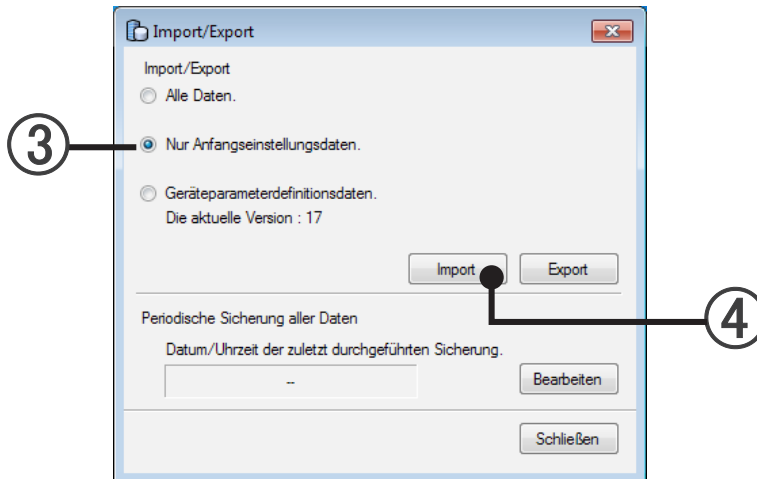 Import/Export
Import/Export
Alle Daten.
③
Nur Anfangseinstellungsdaten.
Geräteparameterdefinitionsdaten.
Die aktuelle Version : 17
Import
Export
④
Periodische Sicherung aller Daten
Datum/Uhrzeit der zuletzt durchgeführten Sicherung.
--
Bearbeiten
Schließen